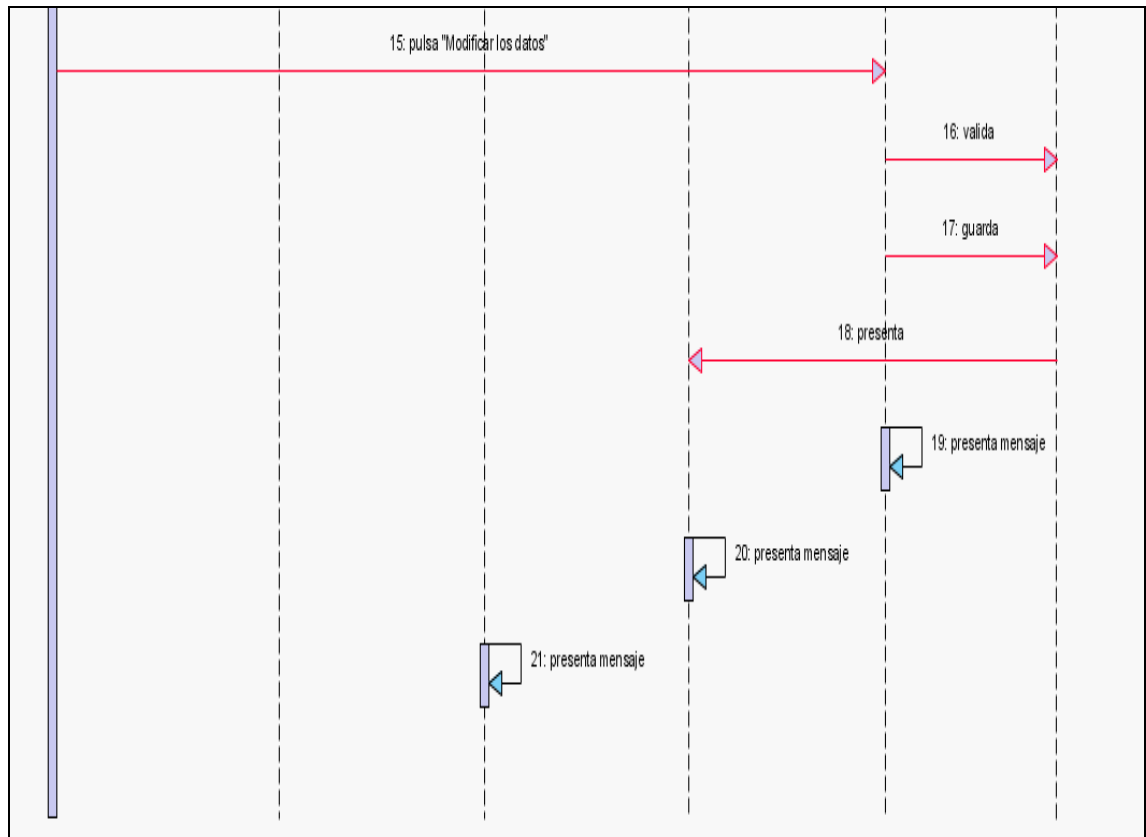 15: pulsa "Modificar los datos"
16: valida
17: guarda
18: presenta
19: presenta mensaje
20: presenta mensaje
21: presenta mensaje